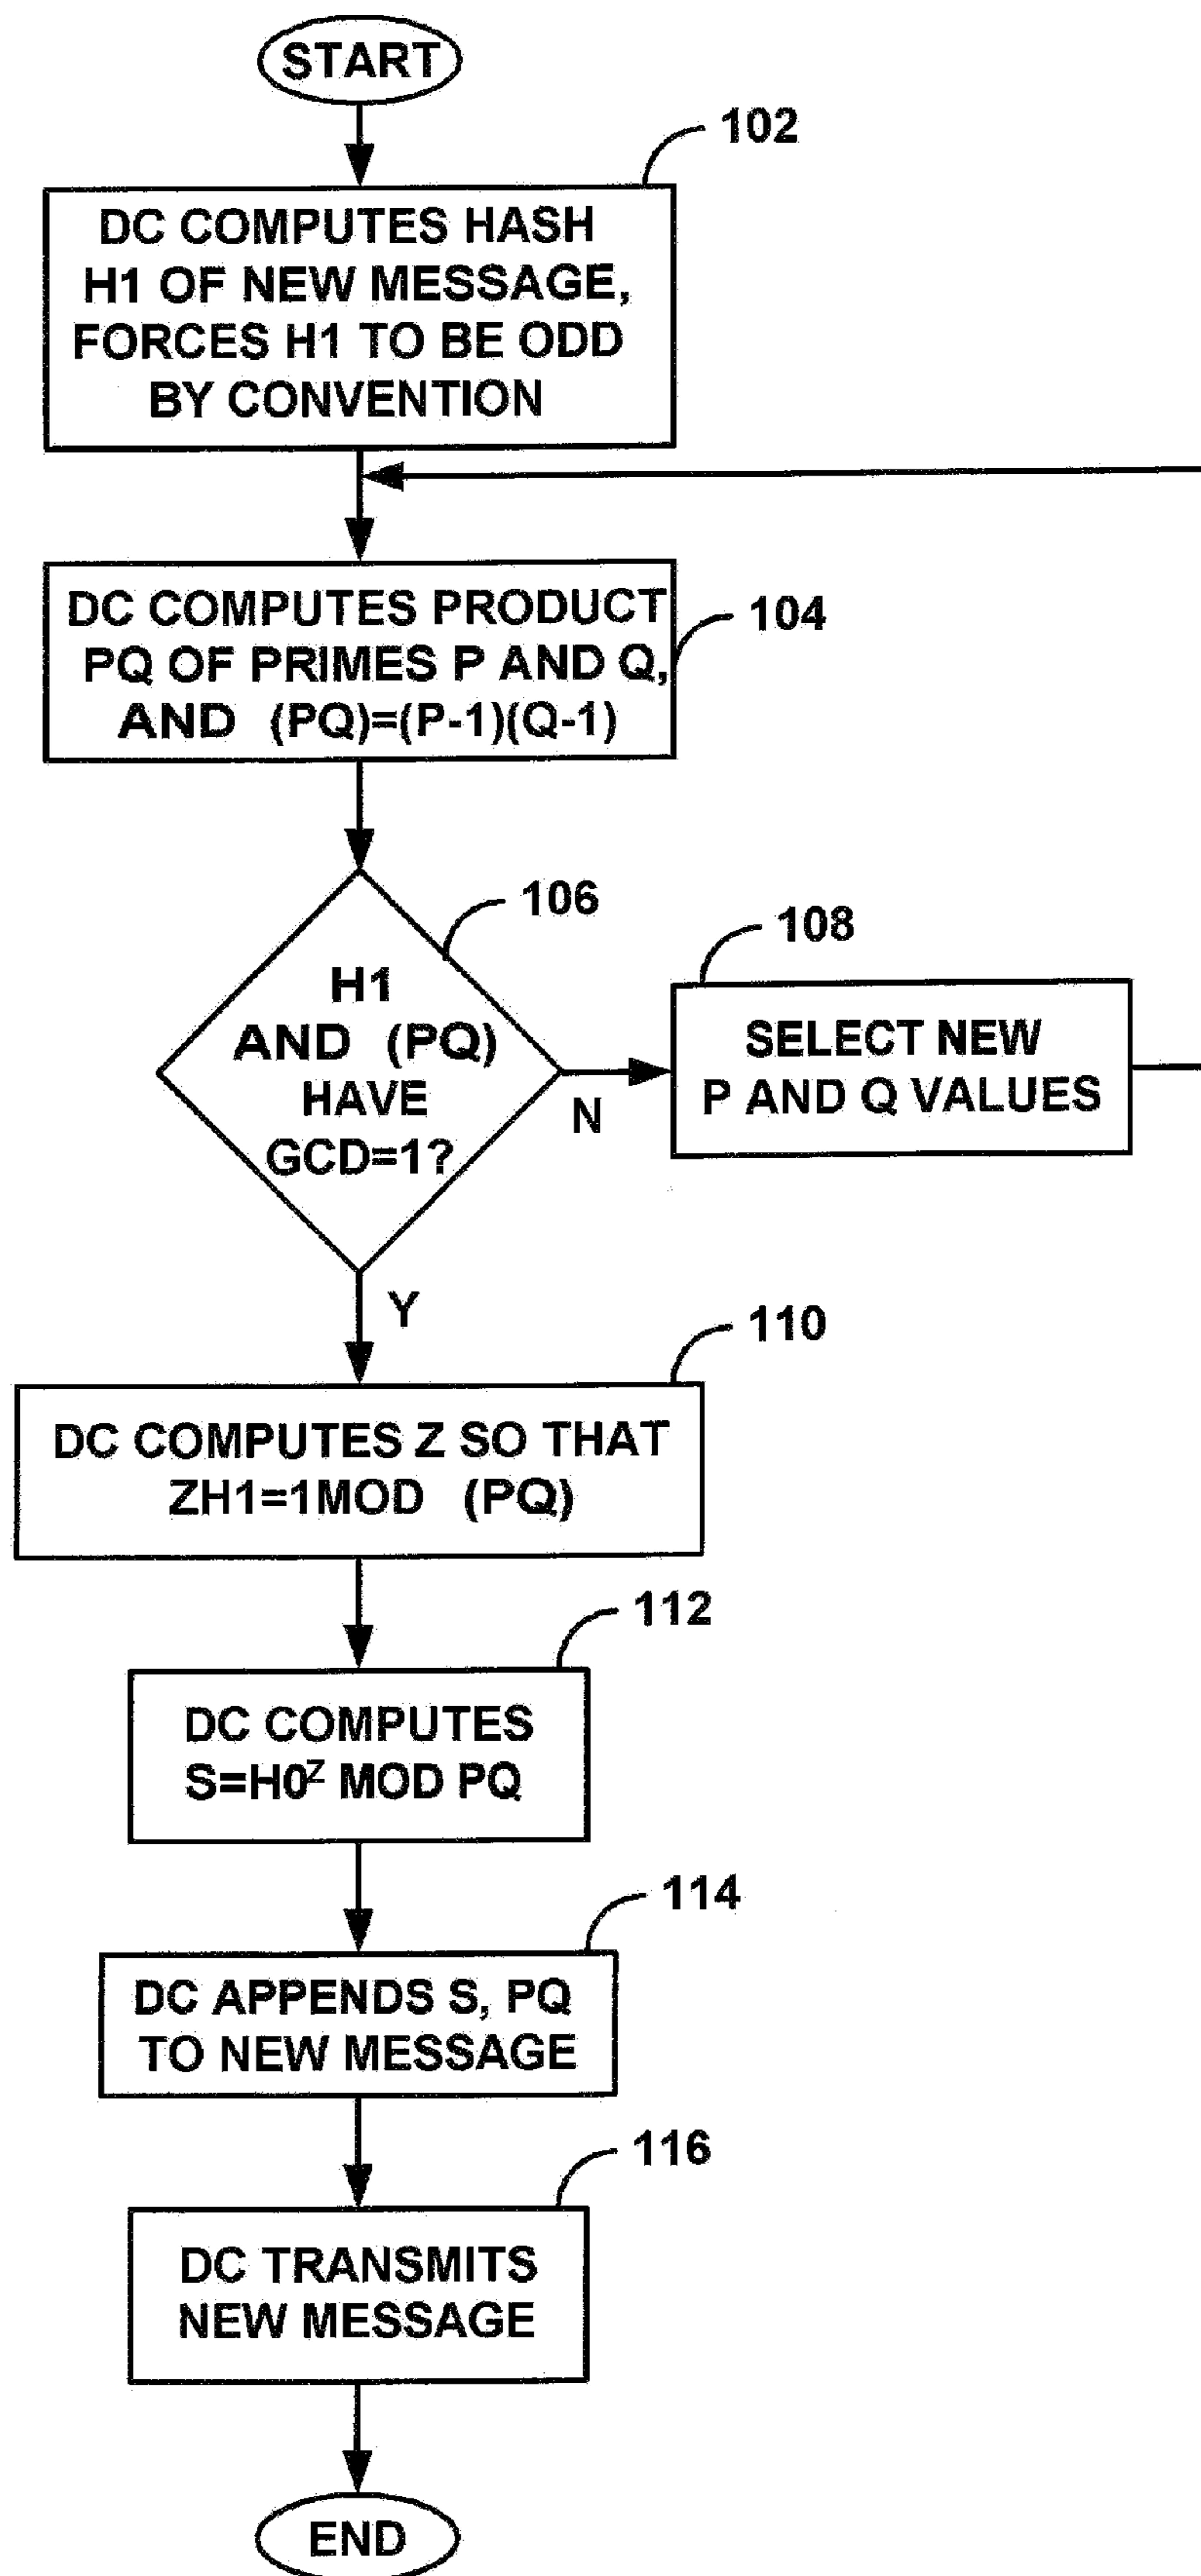 START
102
DC COMPUTES HASH
H1 OF NEW MESSAGE,
FORCES H1 TO BE ODD
BY CONVENTION
DC COMPUTES PRODUCT
PQ OF PRIMES P AND Q,
AND (PQ)=(P-1)(Q-1)
104
106
H1
AND (PQ)
HAVE
GCD=1?
N
108
SELECT NEW
P AND Q VALUES
Y
110
DC COMPUTES Z SO THAT
ZH1=1MOD (PQ)
112
DC COMPUTES
S=H0^Z MOD PQ
114
DC APPENDS S, PQ
TO NEW MESSAGE
116
DC TRANSMITS
NEW MESSAGE
END